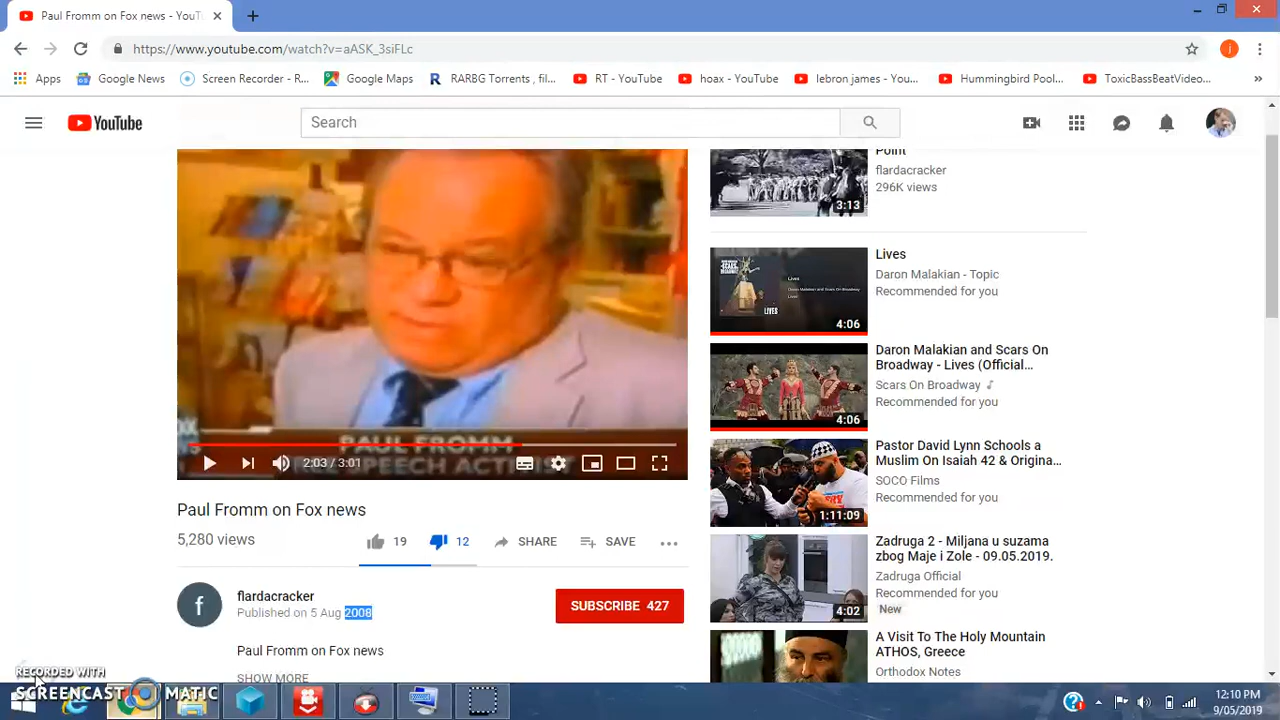 Paul Fromm on Fox news - YouT
https://www.youtube.com/watch?v=aASK_3siFLc
Apps
Google News
Screen Recorder - R...
Google Maps
RARBG Torrents , fil...
RT - YouTube
hoax - YouTube
lebron james - You...
Hummingbird Pool...
ToxicBassBeatVideo...
»
YouTube
Search
PAUL FROMM
2:03 / 3:01
Paul Fromm on Fox news
5,280 views
19
12
SHARE
SAVE
flardacracker
Published on 5 Aug 2008
SUBSCRIBE 427
Paul Fromm on Fox news
SHOW MORE
Point
flardacracker
296K views
3:13
Lives
Daron Malakian - Topic
Recommended for you
LIVES
4:06
Daron Malakian and Scars On
Broadway - Lives (Official...
Scars On Broadway
Recommended for you
4:06
Pastor David Lynn Schools a
Muslim On Isaiah 42 & Origina...
SOCO Films
Recommended for you
1:11:09
Zadruga 2 - Miljana u suzama
zbog Maje i Zole - 09.05.2019.
Zadruga Official
Recommended for you
New
4:02
A Visit To The Holy Mountain
ATHOS, Greece
Orthodox Notes
RECORDED WITH
SCREENCAST MATIC
12:10 PM
9/05/2019